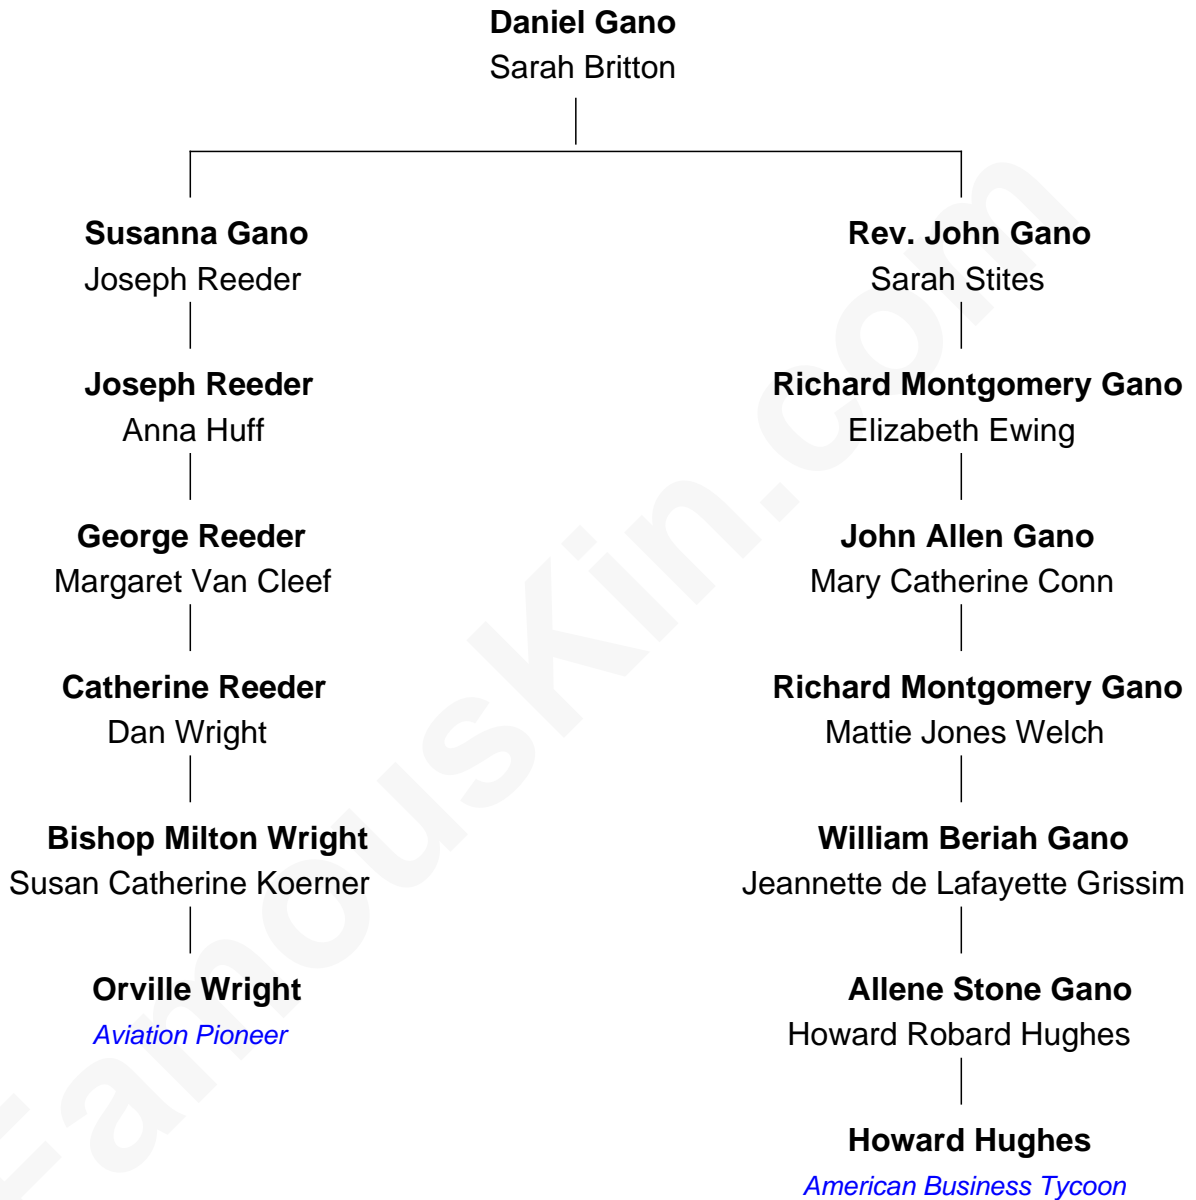 Daniel Gano
Sarah Britton
Susanna Gano
Joseph Reeder
Rev. John Gano
Sarah Stites
Joseph Reeder
Anna Huff
Richard Montgomery Gano
Elizabeth Ewing
George Reeder
Margaret Van Cleef
John Allen Gano
Mary Catherine Conn
Catherine Reeder
Dan Wright
Richard Montgomery Gano
Mattie Jones Welch
Bishop Milton Wright
Susan Catherine Koerner
William Beriah Gano
Jeannette de Lafayette Grissim
Orville Wright
Aviation Pioneer
Allene Stone Gano
Howard Robard Hughes
Howard Hughes
American Business Tycoon
FamousKin.com